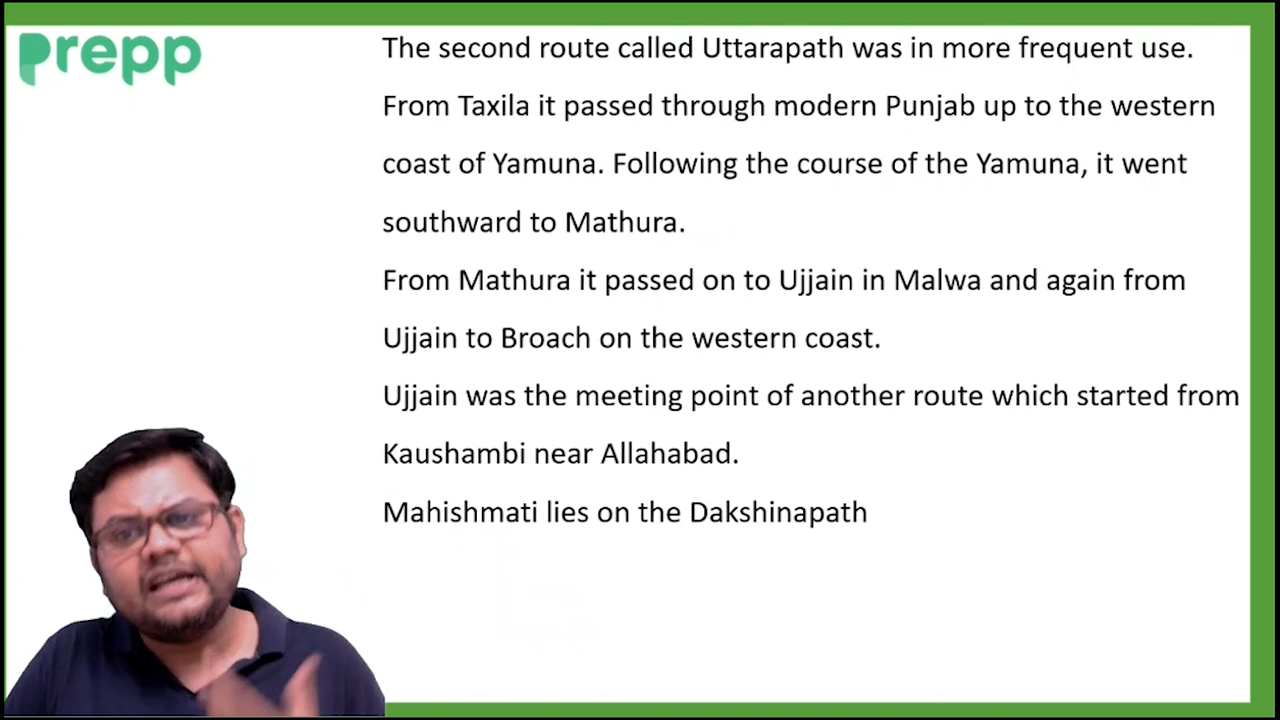 prepp
The second route called Uttarapath was in more frequent use.
From Taxila it passed through modern Punjab up to the western
coast of Yamuna. Following the course of the Yamuna, it went
southward to Mathura.
From Mathura it passed on to Ujjain in Malwa and again from
Ujjain to Broach on the western coast.
Ujjain was the meeting point of another route which started from
Kaushambi near Allahabad.
Mahishmati lies on the Dakshinapath